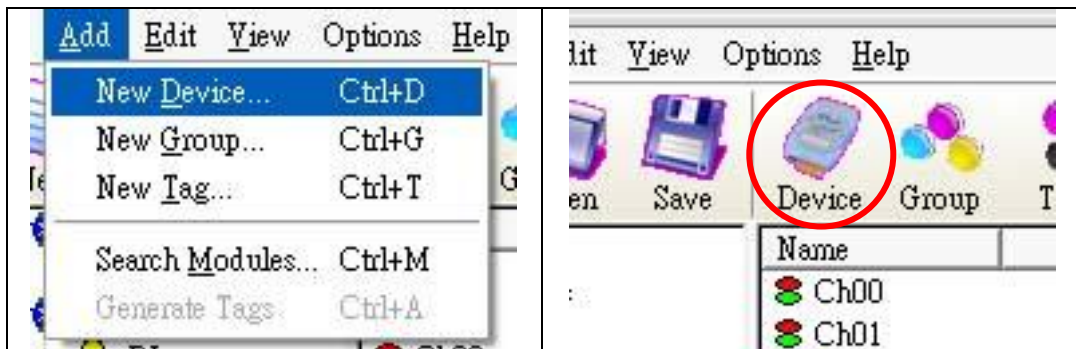 Add Edit View Options Help
New Device... Ctrl+D
New Group... Ctrl+G
New Tag... Ctrl+T
Search Modules... Ctrl+M
Generate Tags Ctrl+A
View Options Help
Save Device Group
Name
Ch00
Ch01